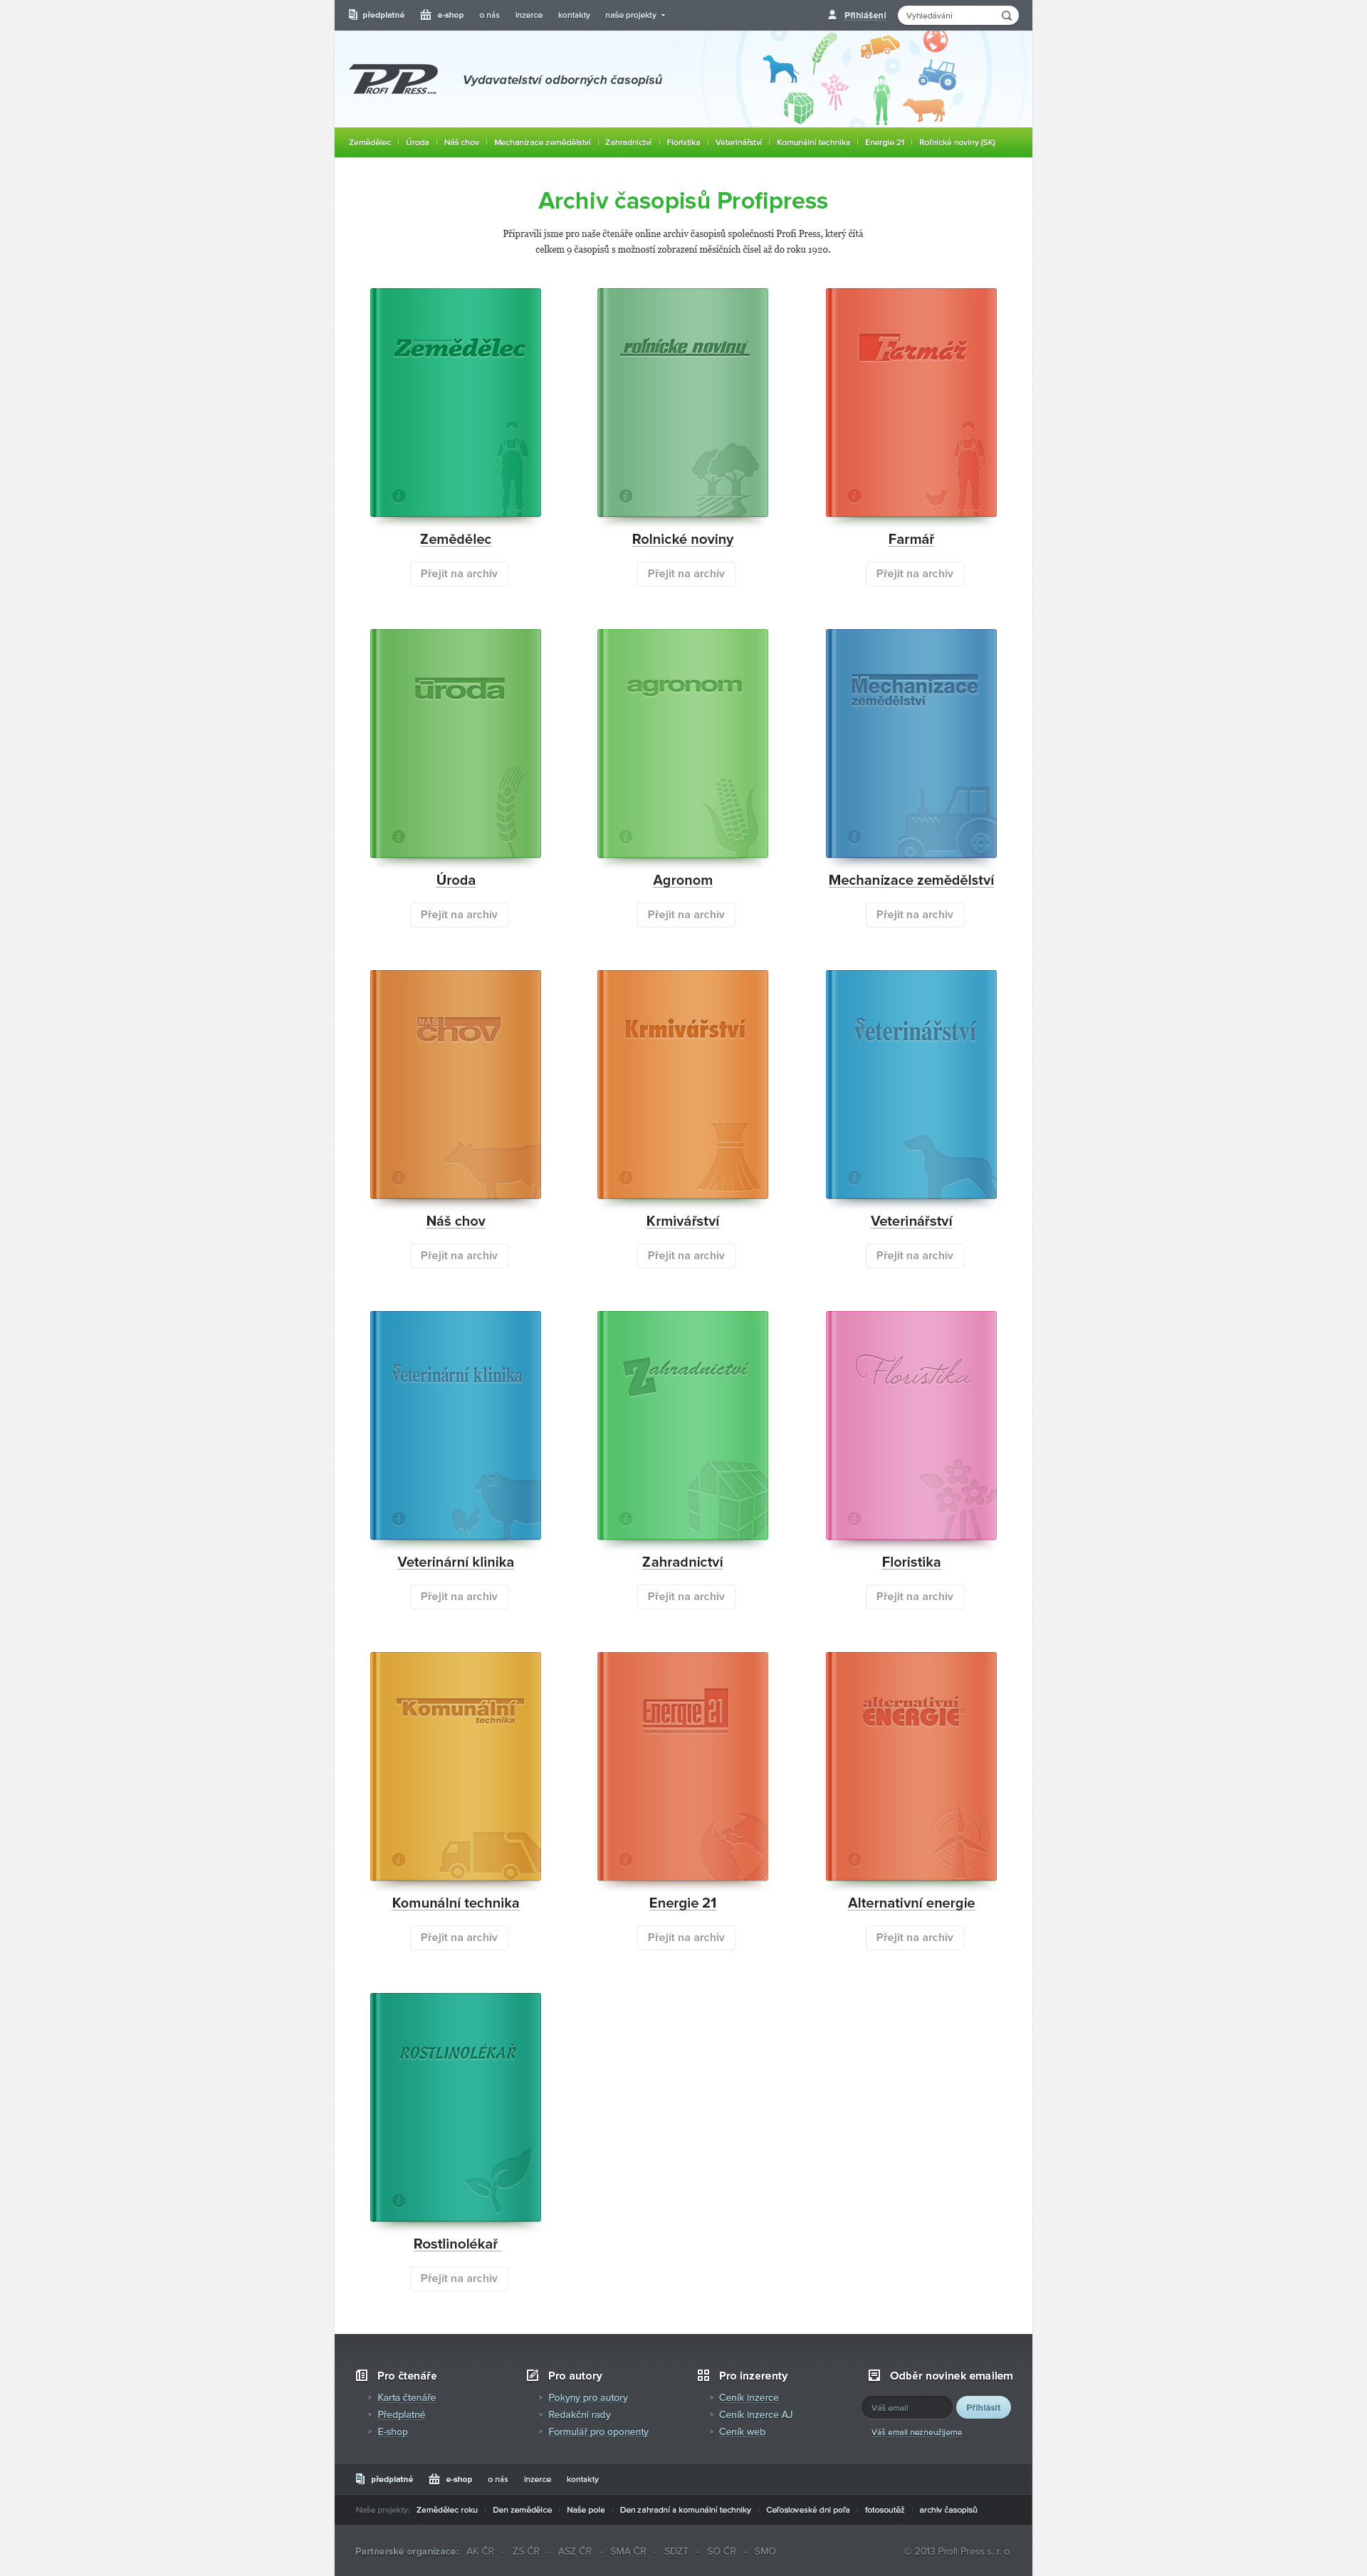 předplatné e-shop o nás inzerce kontakty naše projekty Přihlášení Vyhledávání
PP PROFI PRESS s.r.o. Vydavatelství odborných časopisů
Zemědělec Úroda Náš chov Mechanizace zemědělství Zahradnictví Floristika Veterinářství Komunální technika Energie 21 Roľnické noviny (SK)
Archiv časopisů Profipress
Připravili jsme pro naše čtenáře online archiv časopisů společnosti Profi Press, který čítá
celkem 9 časopisů s možností zobrazení měsíčních čísel až do roku 1920.
Zemědělec roľnícke noviny Farmář
Zemědělec Rolnické noviny Farmář
Přejít na archiv Přejít na archiv Přejít na archiv
úroda agronom Mechanizace
zemědělství
Úroda Agronom Mechanizace zemědělství
Přejít na archiv Přejít na archiv Přejít na archiv
NÁŠ chov Krmivářství Veterinářství
Náš chov Krmivářství Veterinářství
Přejít na archiv Přejít na archiv Přejít na archiv
Veterinární klinika Zahradnictví Floristika
Veterinární klinika Zahradnictví Floristika
Přejít na archiv Přejít na archiv Přejít na archiv
Komunální technika Energie 21 alternativní ENERGIE
Komunální technika Energie 21 Alternativní energie
Přejít na archiv Přejít na archiv Přejít na archiv
ROSTLINOLÉKAŘ
Rostlinolékař
Přejít na archiv
Pro čtenáře Pro autory Pro inzerenty Odběr novinek emailem
> Karta čtenáře > Pokyny pro autory > Ceník inzerce Váš email Přihlásit
> Předplatné > Redakční rady > Ceník inzerce AJ
> E-shop > Formulář pro oponenty > Ceník web Váš email nezneužijeme
předplatné e-shop o nás inzerce kontakty
Naše projekty: Zemědělec roku Den zemědělce Naše pole Den zahradní a komunální techniky Celosloveské dni poľa fotosoutěž archiv časopisů
Partnerské organizace: AK ČR - ZS ČR - ASZ ČR - SMA ČR - SDZT - SO ČR - SMO © 2013 Profi Press s. r. o.